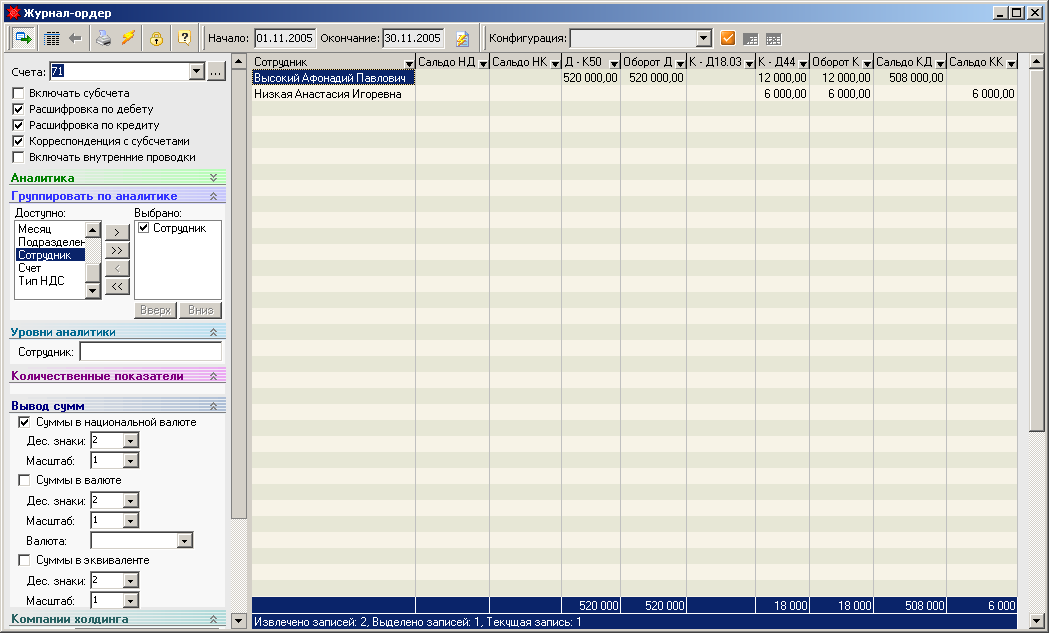 Журнал-ордер
Начало: 01.11.2005 Окончание: 30.11.2005 Конфигурация:
Счета: 71 ...
Включать субсчета
Расшифровка по дебету
Расшифровка по кредиту
Корреспонденция с субсчетами
Включать внутренние проводки
Аналитика
Группировать по аналитике
Доступно: Выбрано:
Месяц
Подразделен
Сотрудник
Счет
Тип НДС
>
>>
<
<<
Сотрудник
Вверх Вниз
Уровни аналитики
Сотрудник:
Количественные показатели
Вывод сумм
Суммы в национальной валюте
Дес. знаки: 2
Масштаб: 1
Суммы в валюте
Дес. знаки: 2
Масштаб: 1
Валюта:
Суммы в эквиваленте
Дес. знаки: 2
Масштаб: 1
Компании холдинга
Сотрудник Сальдо НД Сальдо НК Д - К50 Оборот Д К - Д18.03 К - Д44 Оборот К Сальдо КД Сальдо КК
Высокий Афонадий Павлович 520 000,00 520 000,00 12 000,00 12 000,00 508 000,00
Низкая Анастасия Игоревна 6 000,00 6 000,00 6 000,00
520 000 520 000 18 000 18 000 508 000 6 000
Извлечено записей: 2, Выделено записей: 1, Текущая запись: 1